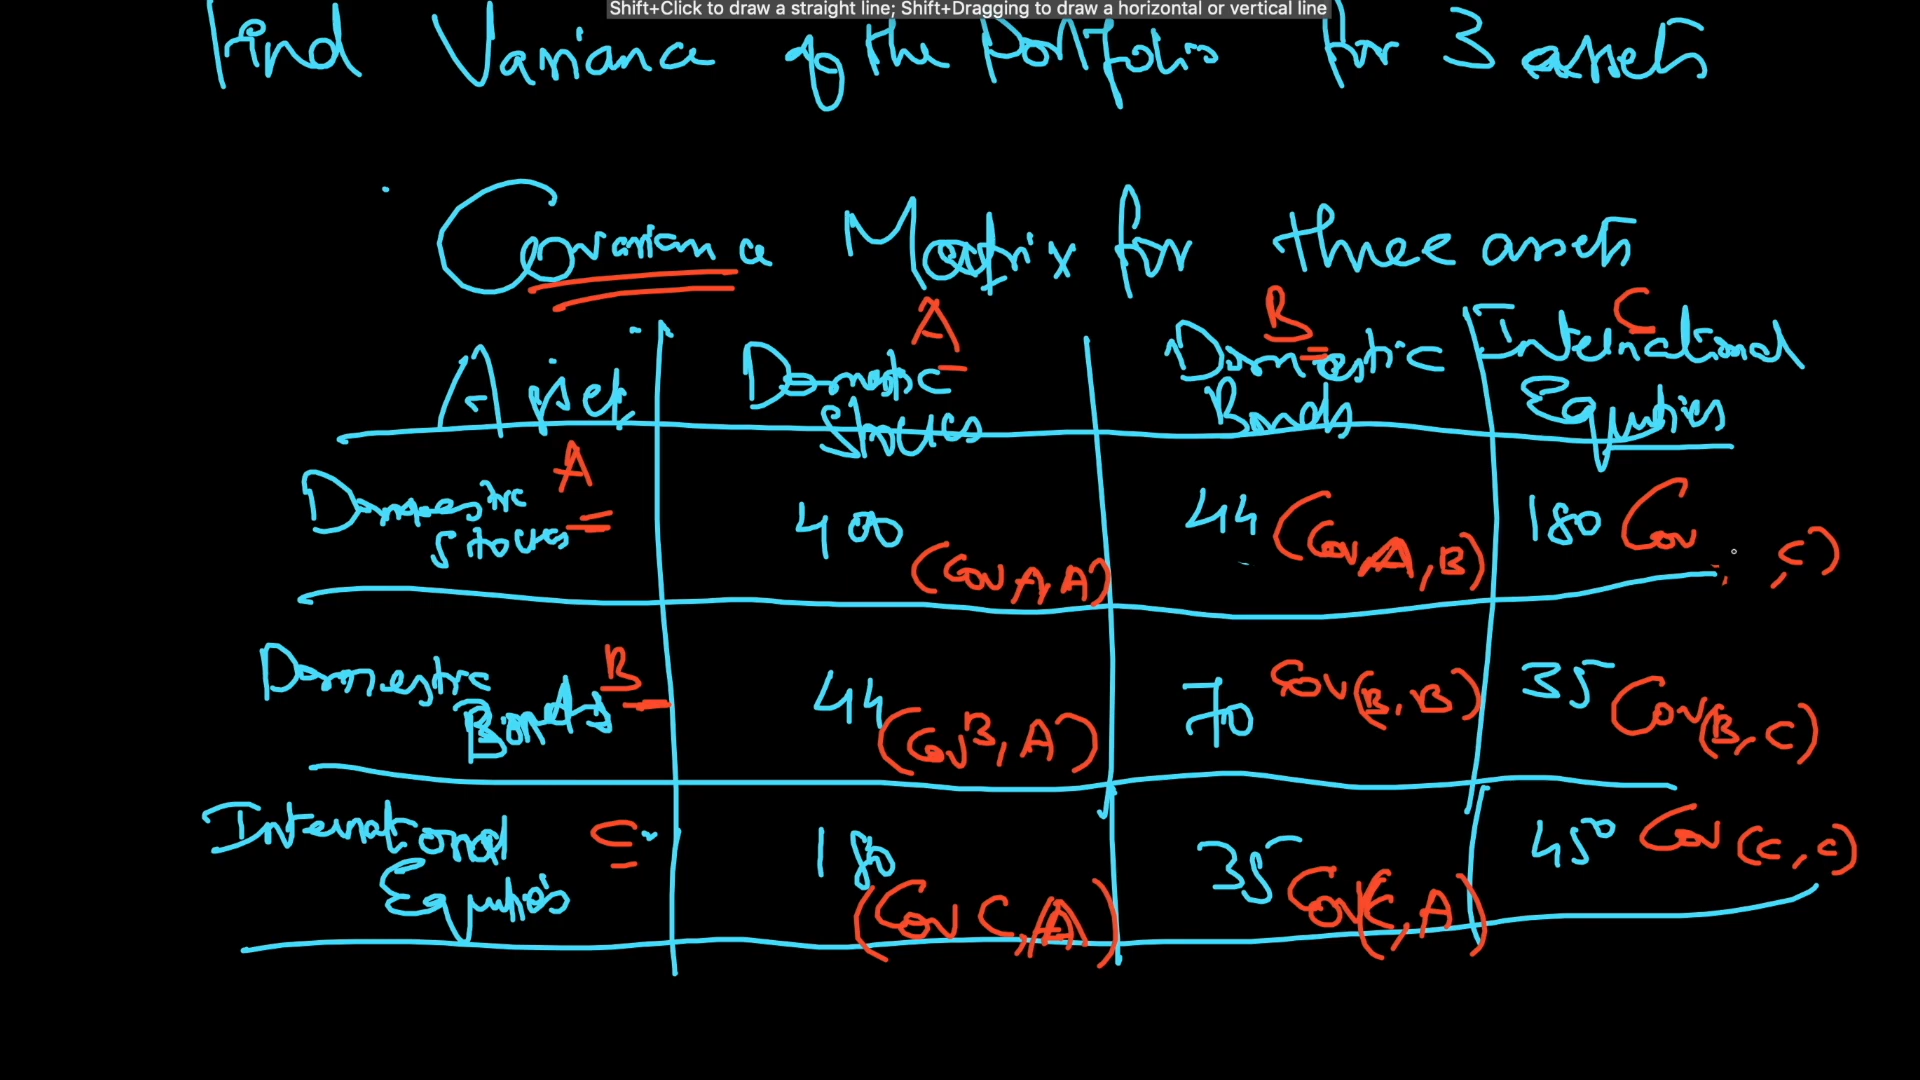 Shift+Click to draw a straight line; Shift+Dragging to draw a horizontal or vertical line
Find Variance of the Portfolio for 3 assets
Covariance Matrix for three assets
A B C
Asset Domestic Stocks Domestic Bonds International Equities
Domestic Stocks A 400 (Cov A, A) 44 (Cov A, B) 180 Cov , C)
Domestic Bonds B 44 (Cov B, A) 70 Cov (B, B) 35 Cov (B, C)
International Equities C 180 (Cov C, A) 35 Cov (C, A) 450 Cov (C, C)